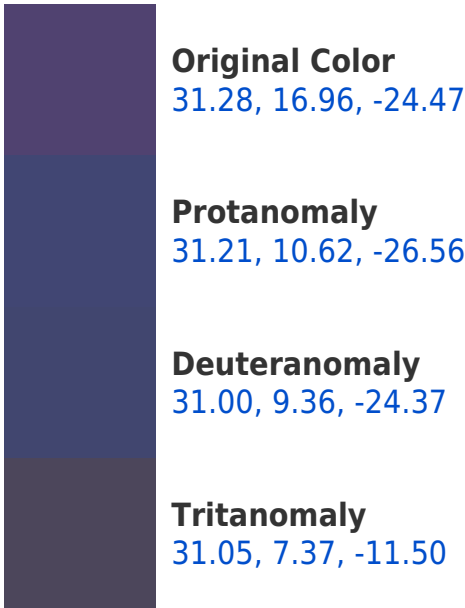 Original Color
31.28, 16.96, -24.47
Protanomaly
31.21, 10.62, -26.56
Deuteranomaly
31.00, 9.36, -24.37
Tritanomaly
31.05, 7.37, -11.50